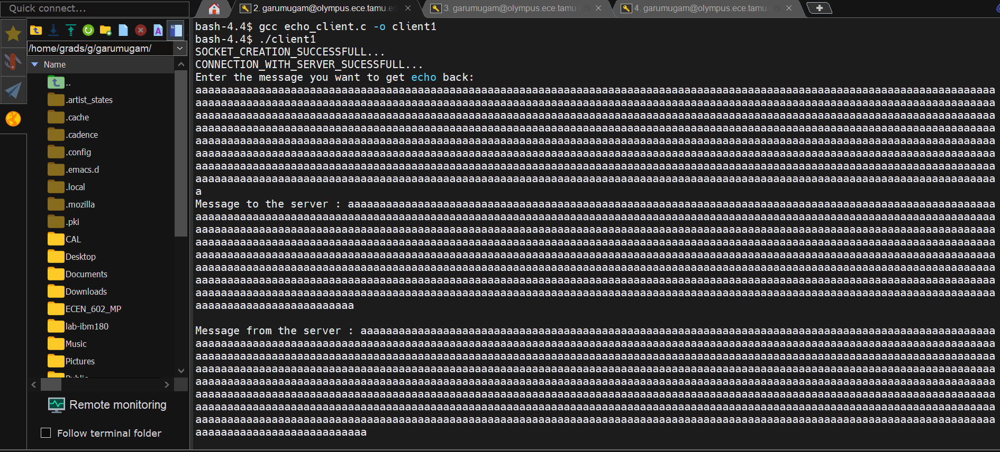 Quick connect...
2. garumugam@olympus.ece.tamu.ed
3. garumugam@olympus.ece.tamu
4. garumugam@olympus.ece.tamu
/home/grads/g/garumugam/
Name
..
.artist_states
.cache
.cadence
.config
.emacs.d
.local
.mozilla
.pki
CAL
Desktop
Documents
Downloads
ECEN_602_MP
lab-ibm180
Music
Pictures
Public
Remote monitoring
Follow terminal folder
bash-4.4$ gcc echo_client.c -o client1
bash-4.4$ ./client1
SOCKET_CREATION_SUCCESSFULL...
CONNECTION_WITH_SERVER_SUCESSFULL...
Enter the message you want to get echo back:
aaaaaaaaaaaaaaaaaaaaaaaaaaaaaaaaaaaaaaaaaaaaaaaaaaaaaaaaaaaaaaaaaaaaaaaaaaaaaaaaaaaaaaaaaaaaaaaaaaaaaaaaaaaaaaaaaaaaaaaaaaaaaa
aaaaaaaaaaaaaaaaaaaaaaaaaaaaaaaaaaaaaaaaaaaaaaaaaaaaaaaaaaaaaaaaaaaaaaaaaaaaaaaaaaaaaaaaaaaaaaaaaaaaaaaaaaaaaaaaaaaaaaaaaaaaaa
aaaaaaaaaaaaaaaaaaaaaaaaaaaaaaaaaaaaaaaaaaaaaaaaaaaaaaaaaaaaaaaaaaaaaaaaaaaaaaaaaaaaaaaaaaaaaaaaaaaaaaaaaaaaaaaaaaaaaaaaaaaaaa
aaaaaaaaaaaaaaaaaaaaaaaaaaaaaaaaaaaaaaaaaaaaaaaaaaaaaaaaaaaaaaaaaaaaaaaaaaaaaaaaaaaaaaaaaaaaaaaaaaaaaaaaaaaaaaaaaaaaaaaaaaaaaa
aaaaaaaaaaaaaaaaaaaaaaaaaaaaaaaaaaaaaaaaaaaaaaaaaaaaaaaaaaaaaaaaaaaaaaaaaaaaaaaaaaaaaaaaaaaaaaaaaaaaaaaaaaaaaaaaaaaaaaaaaaaaaa
aaaaaaaaaaaaaaaaaaaaaaaaaaaaaaaaaaaaaaaaaaaaaaaaaaaaaaaaaaaaaaaaaaaaaaaaaaaaaaaaaaaaaaaaaaaaaaaaaaaaaaaaaaaaaaaaaaaaaaaaaaaaaa
aaaaaaaaaaaaaaaaaaaaaaaaaaaaaaaaaaaaaaaaaaaaaaaaaaaaaaaaaaaaaaaaaaaaaaaaaaaaaaaaaaaaaaaaaaaaaaaaaaaaaaaaaaaaaaaaaaaaaaaaaaaaaa
aaaaaaaaaaaaaaaaaaaaaaaaaaaaaaaaaaaaaaaaaaaaaaaaaaaaaaaaaaaaaaaaaaaaaaaaaaaaaaaaaaaaaaaaaaaaaaaaaaaaaaaaaaaaaaaaaaaaaaaaaaaaaa
a
Message to the server : aaaaaaaaaaaaaaaaaaaaaaaaaaaaaaaaaaaaaaaaaaaaaaaaaaaaaaaaaaaaaaaaaaaaaaaaaaaaaaaaaaaaaaaaaaaaaaaaaaaaaa
aaaaaaaaaaaaaaaaaaaaaaaaaaaaaaaaaaaaaaaaaaaaaaaaaaaaaaaaaaaaaaaaaaaaaaaaaaaaaaaaaaaaaaaaaaaaaaaaaaaaaaaaaaaaaaaaaaaaaaaaaaaaaa
aaaaaaaaaaaaaaaaaaaaaaaaaaaaaaaaaaaaaaaaaaaaaaaaaaaaaaaaaaaaaaaaaaaaaaaaaaaaaaaaaaaaaaaaaaaaaaaaaaaaaaaaaaaaaaaaaaaaaaaaaaaaaa
aaaaaaaaaaaaaaaaaaaaaaaaaaaaaaaaaaaaaaaaaaaaaaaaaaaaaaaaaaaaaaaaaaaaaaaaaaaaaaaaaaaaaaaaaaaaaaaaaaaaaaaaaaaaaaaaaaaaaaaaaaaaaa
aaaaaaaaaaaaaaaaaaaaaaaaaaaaaaaaaaaaaaaaaaaaaaaaaaaaaaaaaaaaaaaaaaaaaaaaaaaaaaaaaaaaaaaaaaaaaaaaaaaaaaaaaaaaaaaaaaaaaaaaaaaaaa
aaaaaaaaaaaaaaaaaaaaaaaaaaaaaaaaaaaaaaaaaaaaaaaaaaaaaaaaaaaaaaaaaaaaaaaaaaaaaaaaaaaaaaaaaaaaaaaaaaaaaaaaaaaaaaaaaaaaaaaaaaaaaa
aaaaaaaaaaaaaaaaaaaaaaaaaaaaaaaaaaaaaaaaaaaaaaaaaaaaaaaaaaaaaaaaaaaaaaaaaaaaaaaaaaaaaaaaaaaaaaaaaaaaaaaaaaaaaaaaaaaaaaaaaaaaaa
aaaaaaaaaaaaaaaaaaaaaaaaaaaaaaaaaaaaaaaaaaaaaaaaaaaaaaaaaaaaaaaaaaaaaaaaaaaaaaaaaaaaaaaaaaaaaaaaaaaaaaaaaaaaaaaaaaaaaaaaaaaaaa
aaaaaaaaaaaaaaaaaaaaaaaaa
Message from the server : aaaaaaaaaaaaaaaaaaaaaaaaaaaaaaaaaaaaaaaaaaaaaaaaaaaaaaaaaaaaaaaaaaaaaaaaaaaaaaaaaaaaaaaaaaaaaaaaaaaa
aaaaaaaaaaaaaaaaaaaaaaaaaaaaaaaaaaaaaaaaaaaaaaaaaaaaaaaaaaaaaaaaaaaaaaaaaaaaaaaaaaaaaaaaaaaaaaaaaaaaaaaaaaaaaaaaaaaaaaaaaaaaaa
aaaaaaaaaaaaaaaaaaaaaaaaaaaaaaaaaaaaaaaaaaaaaaaaaaaaaaaaaaaaaaaaaaaaaaaaaaaaaaaaaaaaaaaaaaaaaaaaaaaaaaaaaaaaaaaaaaaaaaaaaaaaaa
aaaaaaaaaaaaaaaaaaaaaaaaaaaaaaaaaaaaaaaaaaaaaaaaaaaaaaaaaaaaaaaaaaaaaaaaaaaaaaaaaaaaaaaaaaaaaaaaaaaaaaaaaaaaaaaaaaaaaaaaaaaaaa
aaaaaaaaaaaaaaaaaaaaaaaaaaaaaaaaaaaaaaaaaaaaaaaaaaaaaaaaaaaaaaaaaaaaaaaaaaaaaaaaaaaaaaaaaaaaaaaaaaaaaaaaaaaaaaaaaaaaaaaaaaaaaa
aaaaaaaaaaaaaaaaaaaaaaaaaaaaaaaaaaaaaaaaaaaaaaaaaaaaaaaaaaaaaaaaaaaaaaaaaaaaaaaaaaaaaaaaaaaaaaaaaaaaaaaaaaaaaaaaaaaaaaaaaaaaaa
aaaaaaaaaaaaaaaaaaaaaaaaaaaaaaaaaaaaaaaaaaaaaaaaaaaaaaaaaaaaaaaaaaaaaaaaaaaaaaaaaaaaaaaaaaaaaaaaaaaaaaaaaaaaaaaaaaaaaaaaaaaaaa
aaaaaaaaaaaaaaaaaaaaaaaaaaaaaaaaaaaaaaaaaaaaaaaaaaaaaaaaaaaaaaaaaaaaaaaaaaaaaaaaaaaaaaaaaaaaaaaaaaaaaaaaaaaaaaaaaaaaaaaaaaaaaa
aaaaaaaaaaaaaaaaaaaaaaaaaaa